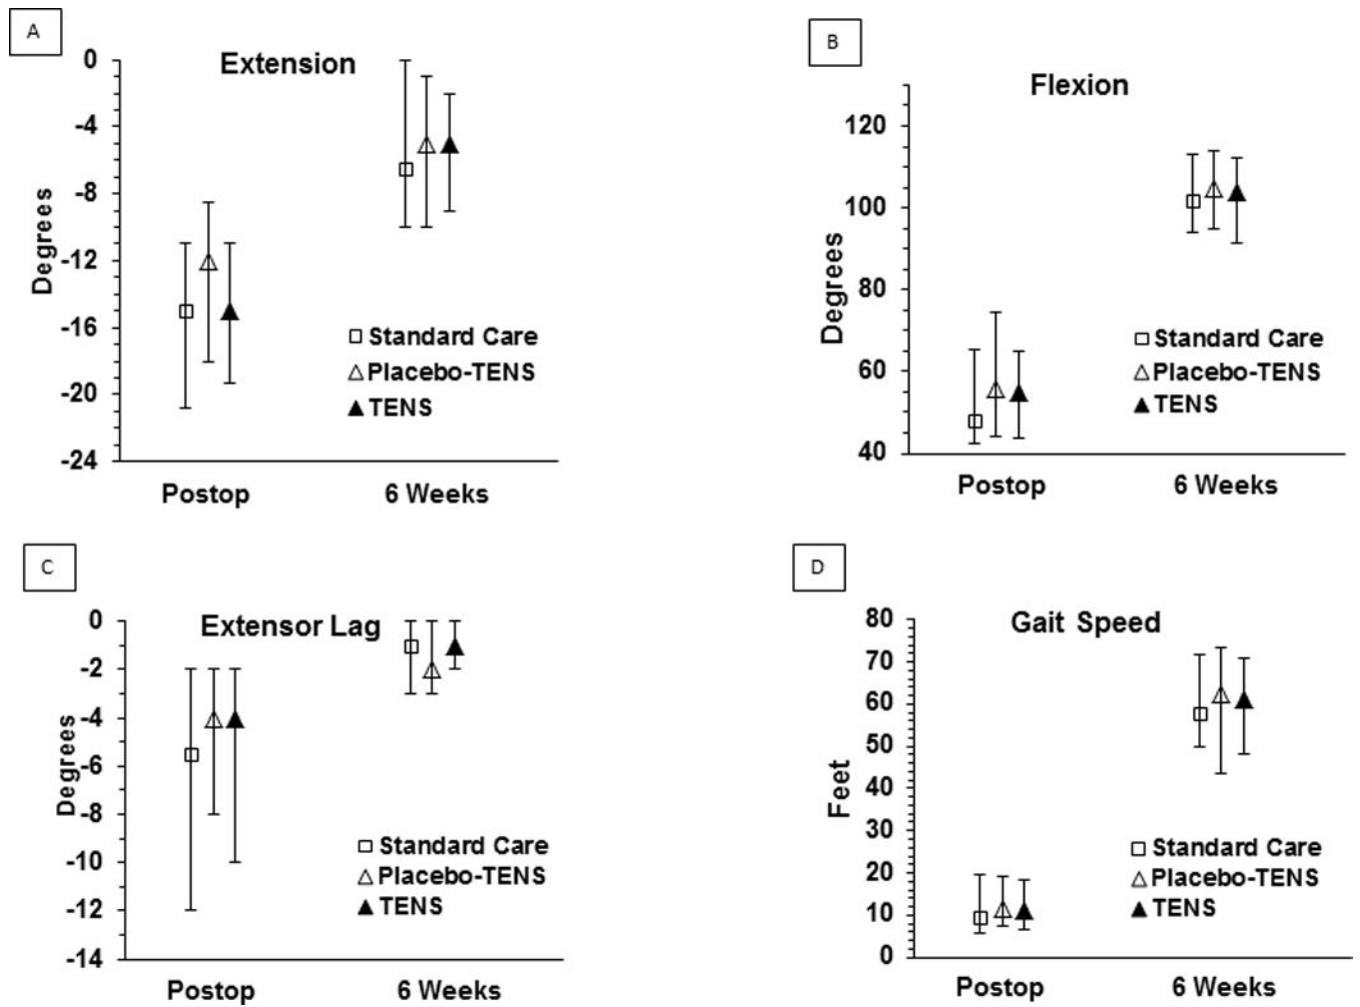 A
Extension
0
-4
-8
-12
-16
-20
-24
Degrees
Standard Care
Placebo-TENS
TENS
Postop 6 Weeks
B
Flexion
120
100
80
60
40
Degrees
Standard Care
Placebo-TENS
TENS
Postop 6 Weeks
C
Extensor Lag
0
-2
-4
-6
-8
-10
-12
-14
Degrees
Standard Care
Placebo-TENS
TENS
Postop 6 Weeks
D
Gait Speed
80
70
60
50
40
30
20
10
0
Feet
Standard Care
Placebo-TENS
TENS
Postop 6 Weeks